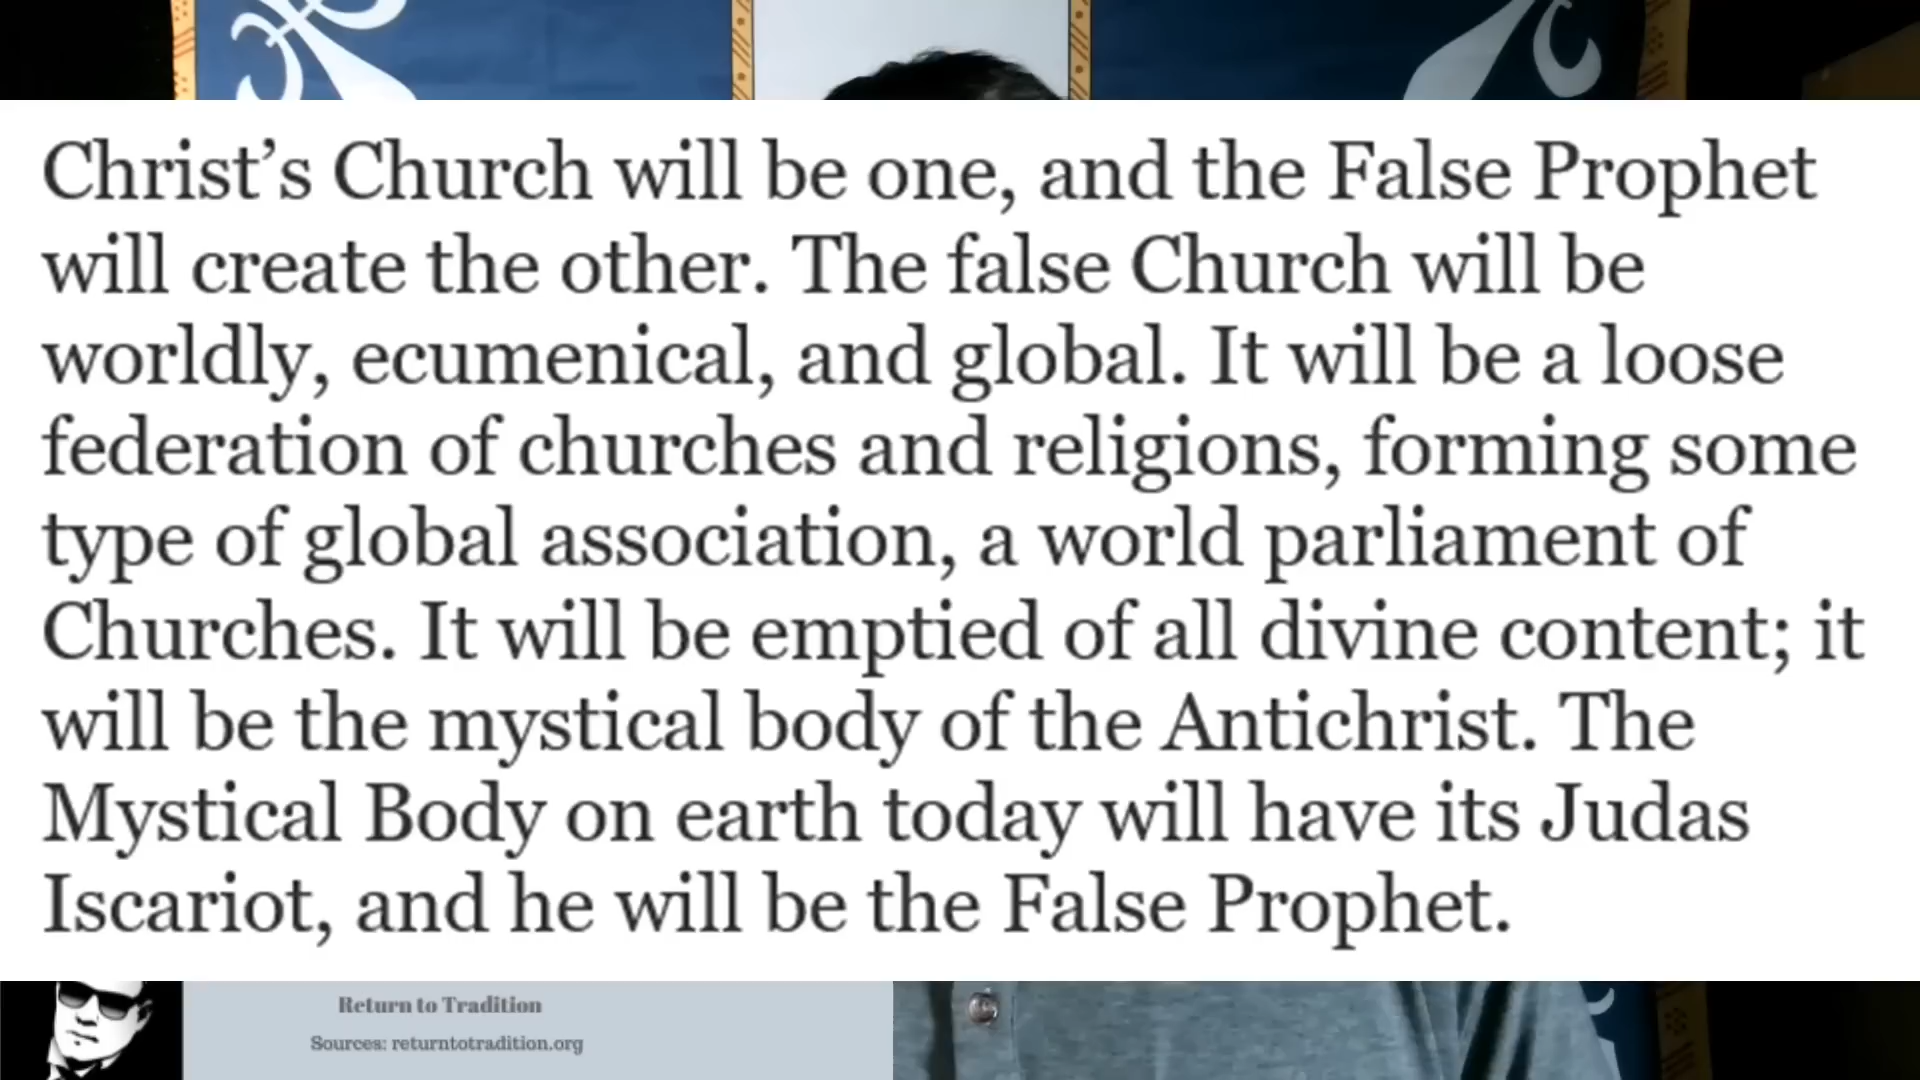 Christ’s Church will be one, and the False Prophet
will create the other. The false Church will be
worldly, ecumenical, and global. It will be a loose
federation of churches and religions, forming some
type of global association, a world parliament of
Churches. It will be emptied of all divine content; it
will be the mystical body of the Antichrist. The
Mystical Body on earth today will have its Judas
Iscariot, and he will be the False Prophet.
Return to Tradition
Sources: returntotradition.org